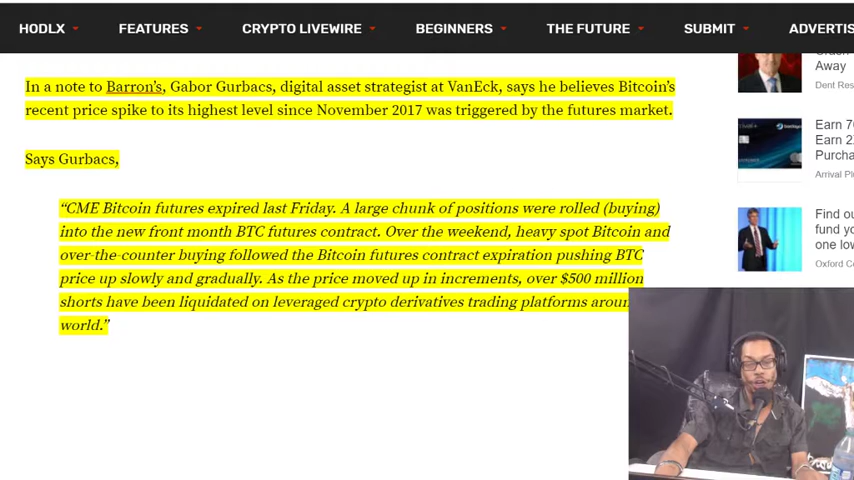 HODLX FEATURES CRYPTO LIVEWIRE BEGINNERS THE FUTURE SUBMIT
Away
In a note to Barron's, Gabor Gurbacs, digital asset strategist at VanEck, says he believes Bitcoin's
recent price spike to its highest level since November 2017 was triggered by the futures market.
Earn
Earn
Says Gurbacs,
Arrival
“CME Bitcoin futures expired last Friday. A large chunk of positions were rolled (buying)
into the new front month BTC futures contract. Over the weekend, heavy spot Bitcoin and
over-the-counter buying followed the Bitcoin futures contract expiration pushing BTC
price up slowly and gradually. As the price moved up in increments, over $500 million
shorts have been liquidated on leveraged crypto derivatives trading platforms
world.”
Find
fund
one